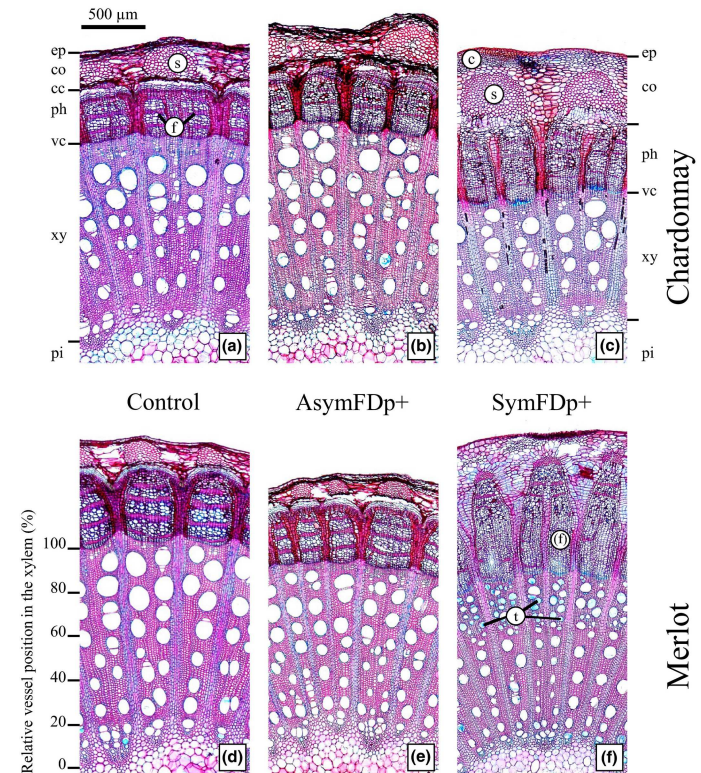 500 µm
ep
co
cc
ph
vc
xy
pi
s
f
(a)
(b)
c
s
(c)
ep
co
ph
vc
xy
pi
Chardonnay
Control
AsymFDp+
SymFDp+
Relative vessel position in the xylem (%)
100
80
60
40
20
0
(d)
(e)
(f)
t
(f)
Merlot